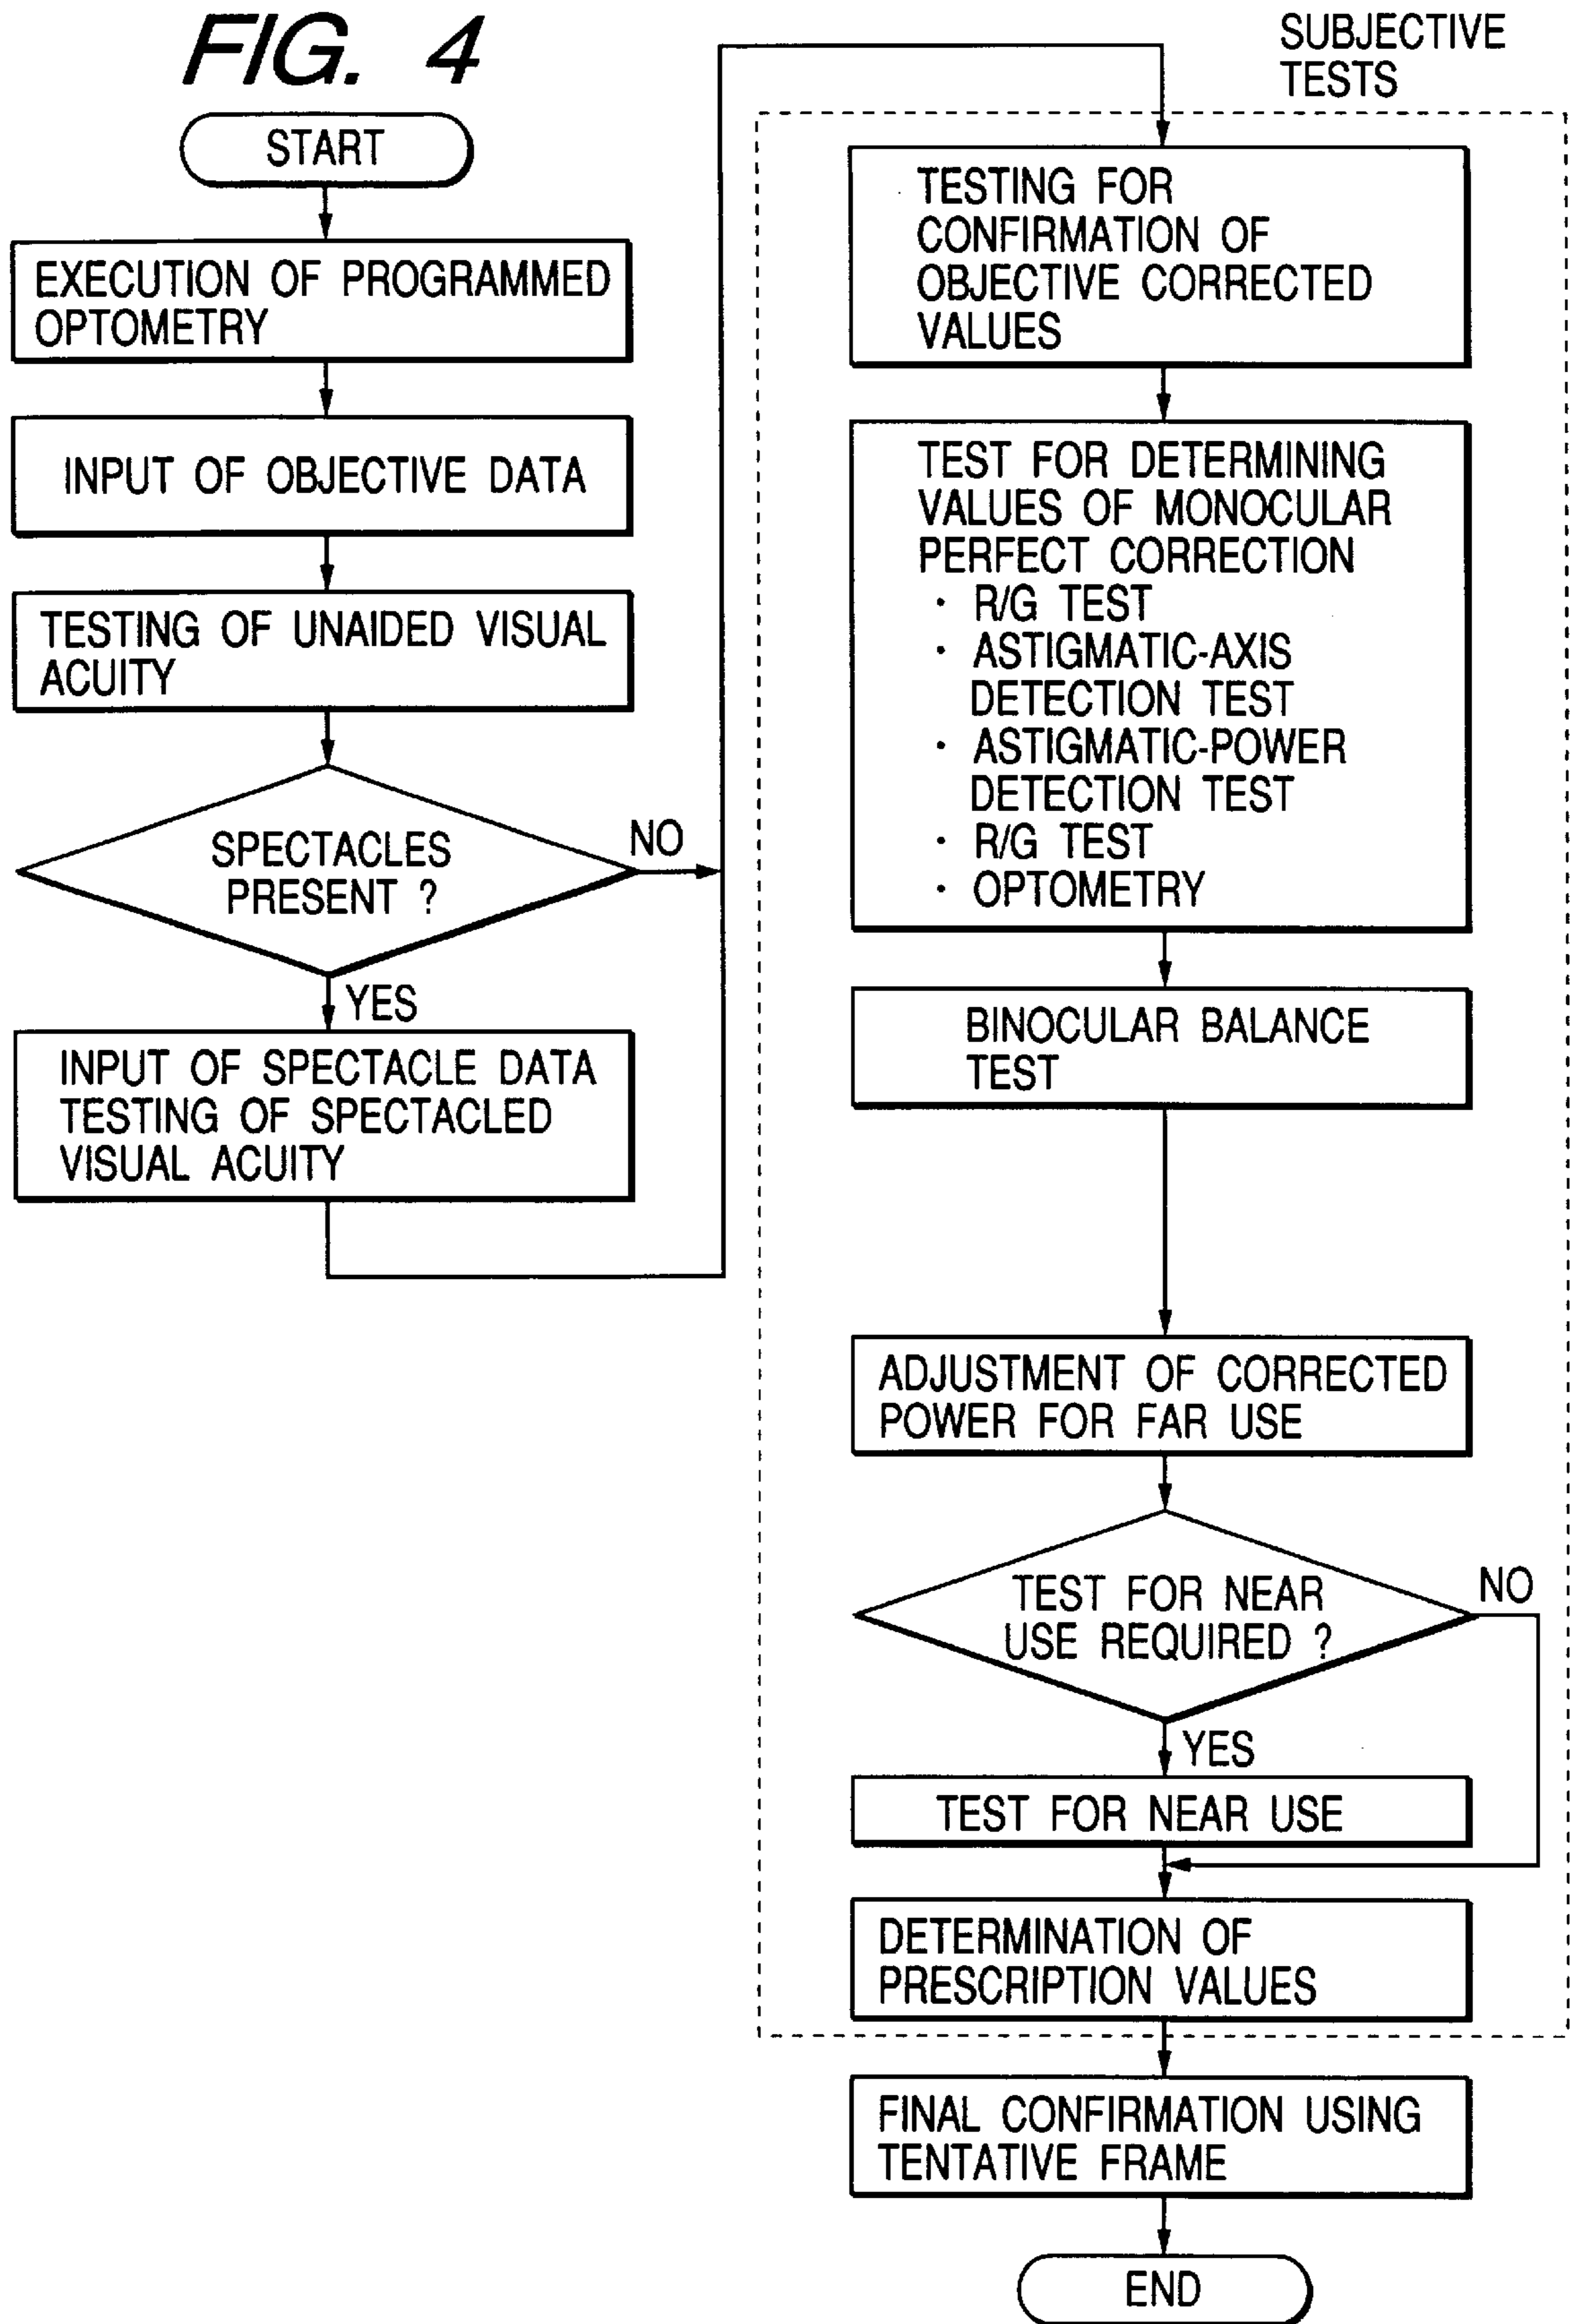 FIG. 4
START
EXECUTION OF PROGRAMMED
OPTOMETRY
INPUT OF OBJECTIVE DATA
TESTING OF UNAIDED VISUAL
ACUITY
SPECTACLES
PRESENT ?
NO
YES
INPUT OF SPECTACLE DATA
TESTING OF SPECTACLED
VISUAL ACUITY
SUBJECTIVE
TESTS
TESTING FOR
CONFIRMATION OF
OBJECTIVE CORRECTED
VALUES
TEST FOR DETERMINING
VALUES OF MONOCULAR
PERFECT CORRECTION
· R/G TEST
· ASTIGMATIC-AXIS
DETECTION TEST
· ASTIGMATIC-POWER
DETECTION TEST
· R/G TEST
· OPTOMETRY
BINOCULAR BALANCE
TEST
ADJUSTMENT OF CORRECTED
POWER FOR FAR USE
TEST FOR NEAR
USE REQUIRED ?
NO
YES
TEST FOR NEAR USE
DETERMINATION OF
PRESCRIPTION VALUES
FINAL CONFIRMATION USING
TENTATIVE FRAME
END